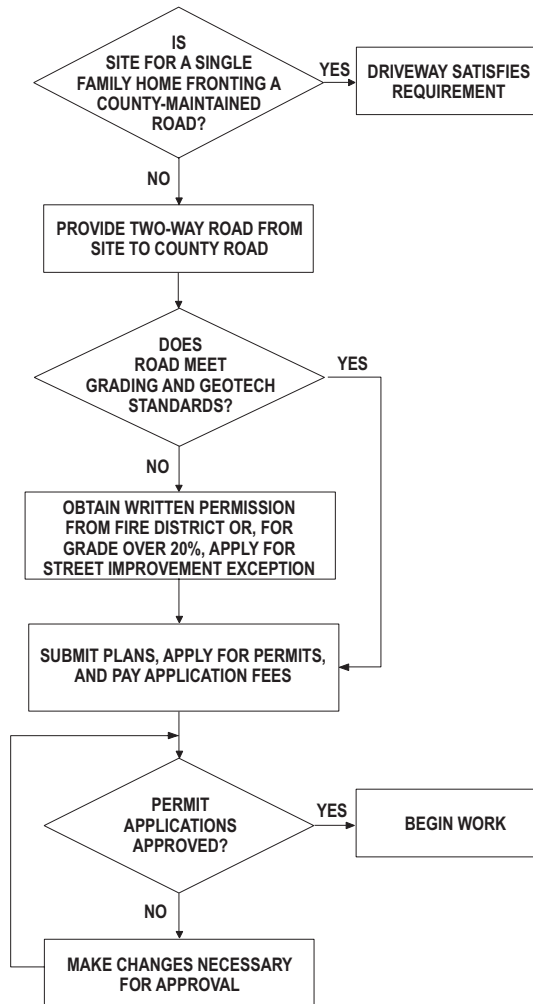 IS
SITE FOR A SINGLE
FAMILY HOME FRONTING A
COUNTY-MAINTAINED
ROAD?
YES
DRIVEWAY SATISFIES
REQUIREMENT
NO
PROVIDE TWO-WAY ROAD FROM
SITE TO COUNTY ROAD
DOES
ROAD MEET
GRADING AND GEOTECH
STANDARDS?
YES
NO
OBTAIN WRITTEN PERMISSION
FROM FIRE DISTRICT OR, FOR
GRADE OVER 20%, APPLY FOR
STREET IMPROVEMENT EXCEPTION
SUBMIT PLANS, APPLY FOR PERMITS,
AND PAY APPLICATION FEES
PERMIT
APPLICATIONS
APPROVED?
YES
BEGIN WORK
NO
MAKE CHANGES NECESSARY
FOR APPROVAL